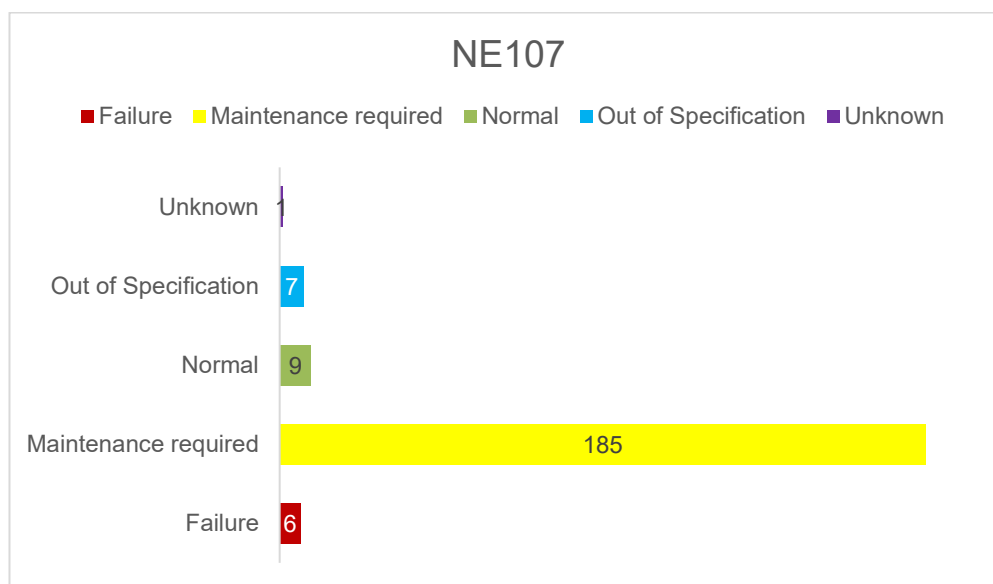 NE107
Failure Maintenance required Normal Out of Specification Unknown
Unknown 1
Out of Specification 7
Normal 9
Maintenance required 185
Failure 6